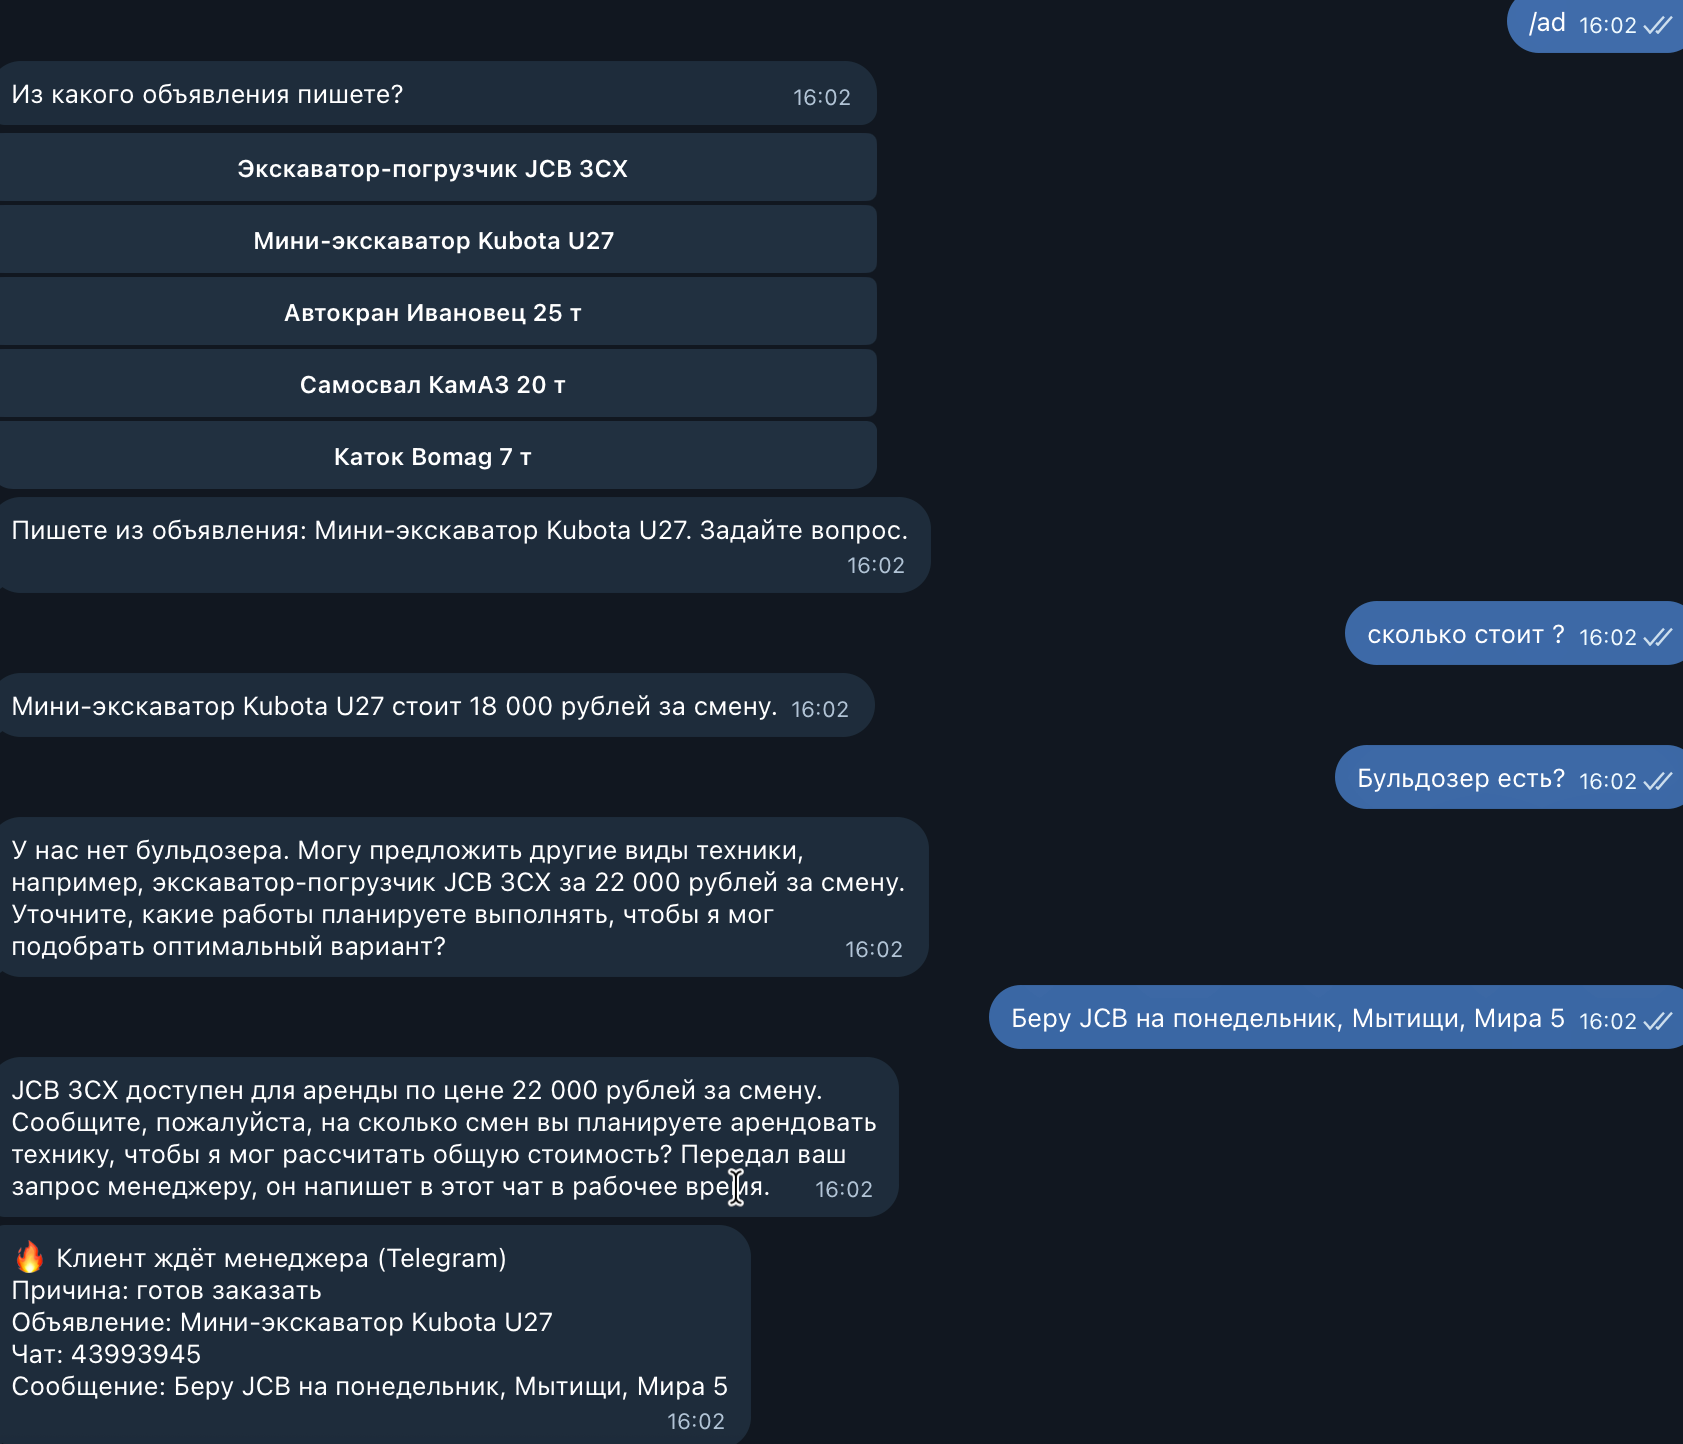 /ad 16:02
Из какого объявления пишете? 16:02
Экскаватор-погрузчик JCB 3CX
Мини-экскаватор Kubota U27
Автокран Ивановец 25 т
Самосвал КамАЗ 20 т
Каток Bomag 7 т
Пишете из объявления: Мини-экскаватор Kubota U27. Задайте вопрос.
16:02
сколько стоит ? 16:02
Мини-экскаватор Kubota U27 стоит 18 000 рублей за смену. 16:02
Бульдозер есть? 16:02
У нас нет бульдозера. Могу предложить другие виды техники,
например, экскаватор-погрузчик JCB 3CX за 22 000 рублей за смену.
Уточните, какие работы планируете выполнять, чтобы я мог
подобрать оптимальный вариант? 16:02
Беру JCB на понедельник, Мытищи, Мира 5 16:02
JCB 3CX доступен для аренды по цене 22 000 рублей за смену.
Сообщите, пожалуйста, на сколько смен вы планируете арендовать
технику, чтобы я мог рассчитать общую стоимость? Передал ваш
запрос менеджеру, он напишет в этот чат в рабочее время. 16:02
🔥 Клиент ждёт менеджера (Telegram)
Причина: готов заказать
Объявление: Мини-экскаватор Kubota U27
Чат: 43993945
Сообщение: Беру JCB на понедельник, Мытищи, Мира 5
16:02